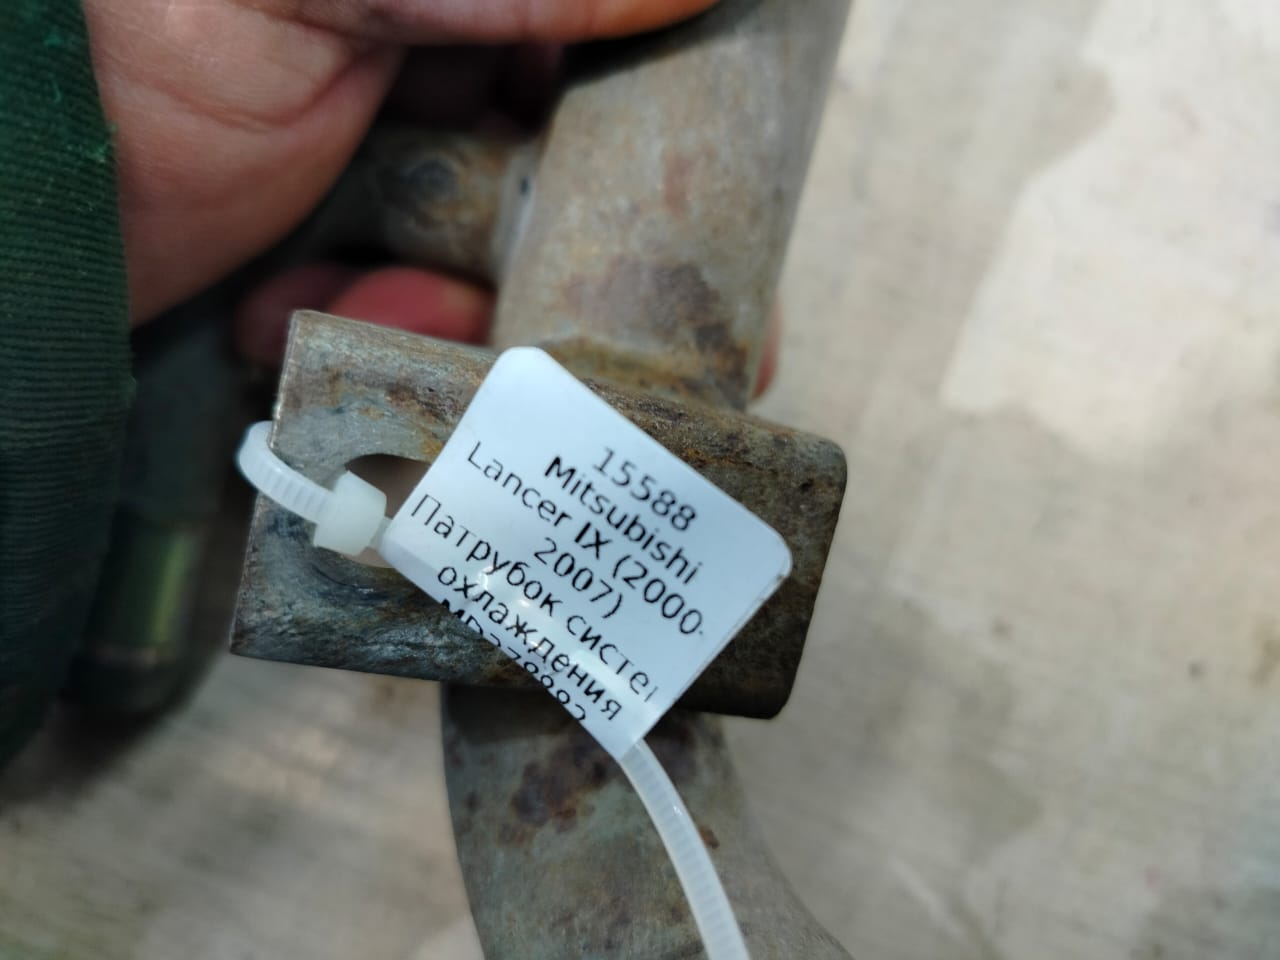 15588
Mitsubishi
Lancer IX (2000-
2007)
Патрубок систе
охлаждения